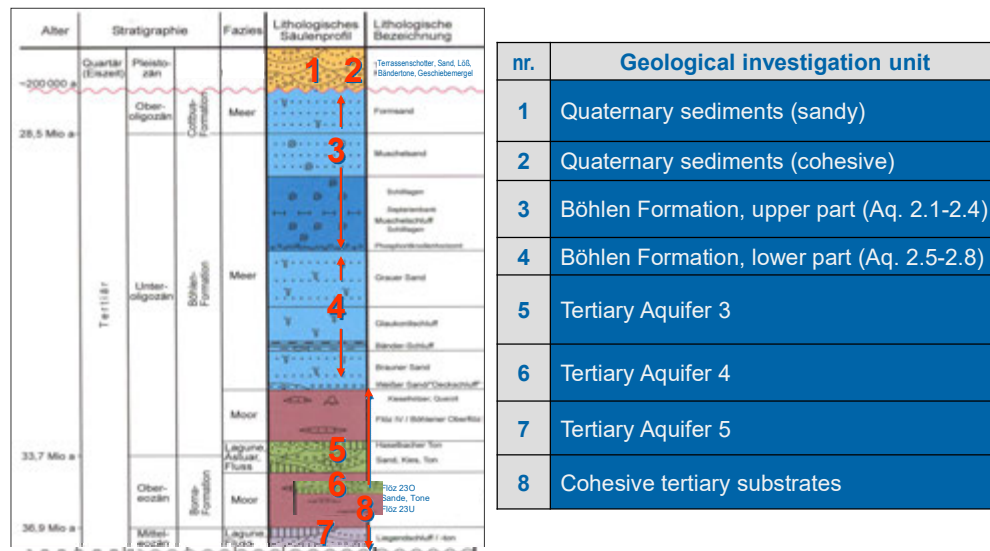 Alter Stratigraphie Fazies Lithologisches Säulenprofil Lithologische Bezeichnung
Quartär (Eiszeit) Pleisto-zän
~200 000 a
1 2
Terrassenschotter, Sand, Löß,
Bändertone, Geschiebemergel
Ober-oligozän
Cottbus-Formation
Meer
Formsand
28,5 Mio a
3
Muschelsand
Schillagen
Septarienbank
Muschelschluff
Schillagen
Phosphoritknollenhorizont
Tertiär
Unter-oligozän
Böhlen-Formation
Meer
4
Grauer Sand
Glaukonitschluff
Bänder-Schluff
Brauner Sand
Weißer Sand/"Deckschluff"
Moor
Flöz IV / Böhlener Oberflöz
Haselbacher Ton
Lagune, Ästuar, Fluss
5
Sand, Kies, Ton
33,7 Mio a
Ober-eozän
Borna-Formation
Moor
6
Flöz 23O
Sande, Tone
8
Flöz 23U
36,9 Mio a
Mittel-eozän
7
Liegendschluff / -ton
nr. Geological investigation unit
1 Quaternary sediments (sandy)
2 Quaternary sediments (cohesive)
3 Böhlen Formation, upper part (Aq. 2.1-2.4)
4 Böhlen Formation, lower part (Aq. 2.5-2.8)
5 Tertiary Aquifer 3
6 Tertiary Aquifer 4
7 Tertiary Aquifer 5
8 Cohesive tertiary substrates